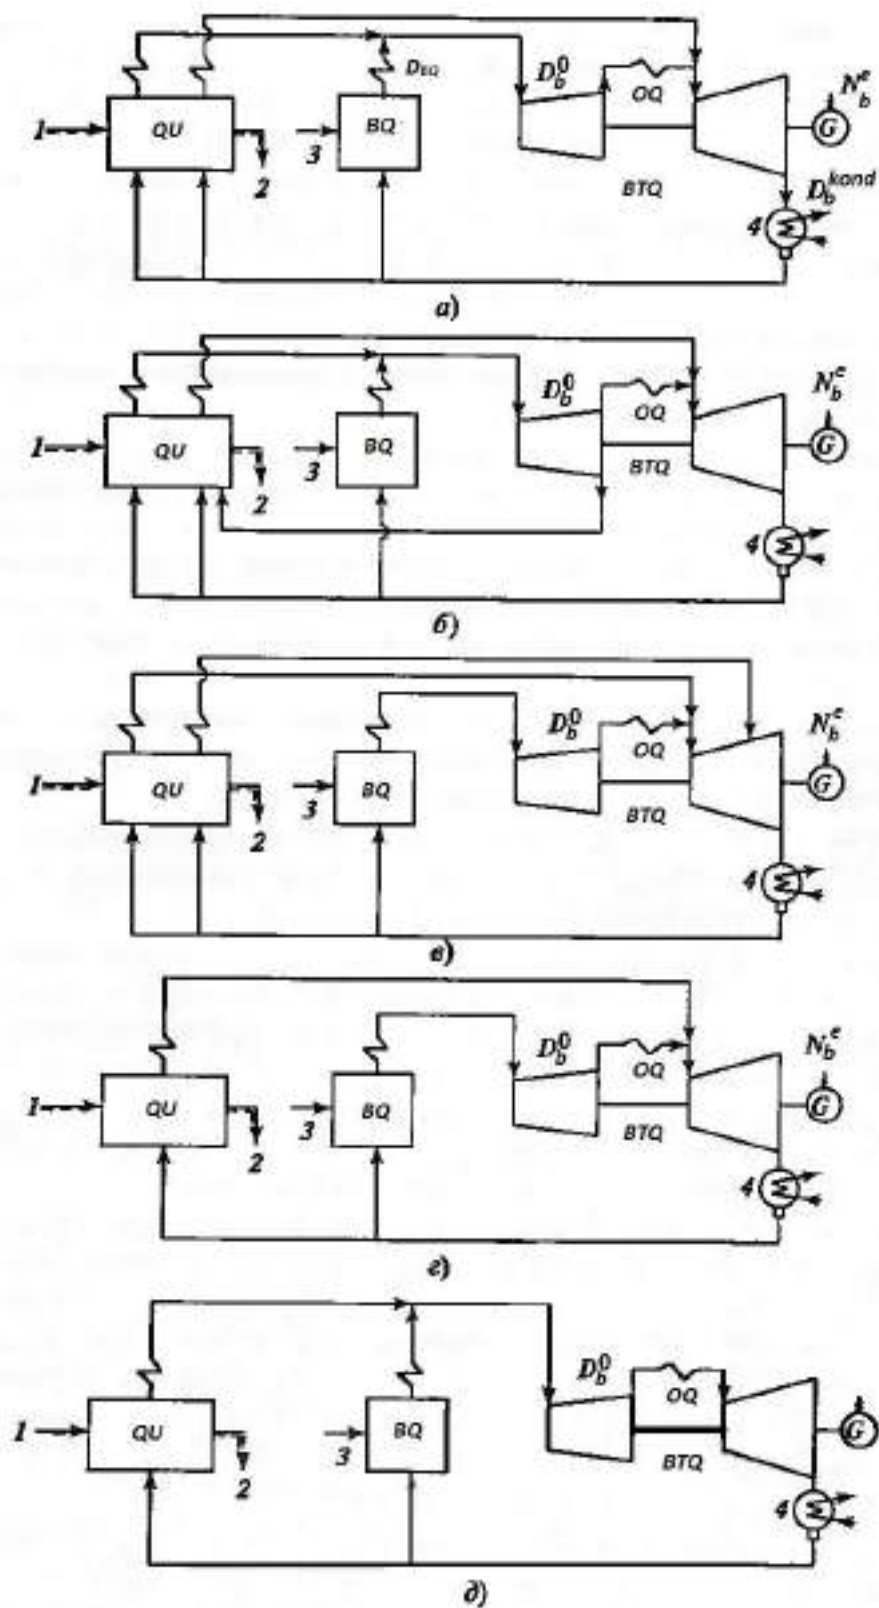 D_EQ D_b^0 OQ N_b^e
1 QU 3 BQ G
2 BTQ 4 D_b^kond
а)
D_b^0 OQ N_b^e
1 QU 3 BQ BTQ G
2 4
б)
D_b^0 OQ N_b^e
1 QU 3 BQ BTQ G
2 4
в)
D_b^0 OQ N_b^e
1 QU 3 BQ BTQ G
2 4
г)
D_b^0 OQ
1 QU 3 BQ BTQ G
2 4
д)